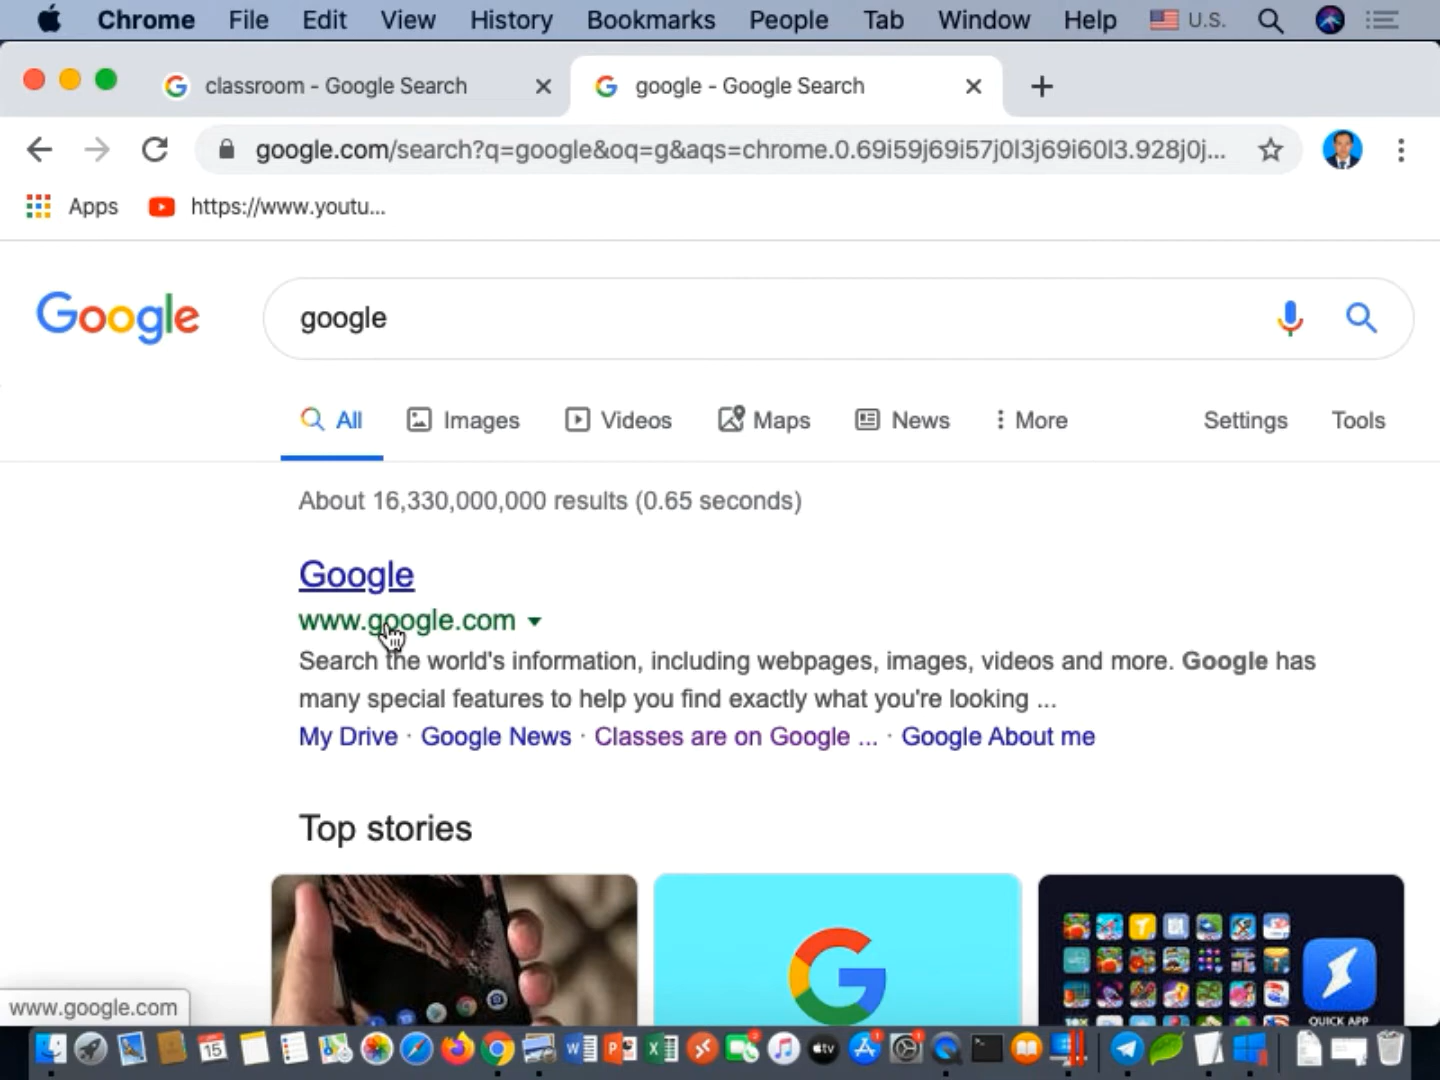 Chrome File Edit View History Bookmarks People Tab Window Help U.S.
classroom - Google Search
google - Google Search
google.com/search?q=google&oq=g&aqs=chrome.0.69i59j69i57j0l3j69i60l3.928j0j...
Apps https://www.youtu...
Google
google
All Images Videos Maps News More Settings Tools
About 16,330,000,000 results (0.65 seconds)
Google
www.google.com
Search the world's information, including webpages, images, videos and more. Google has
many special features to help you find exactly what you're looking ...
My Drive · Google News · Classes are on Google ... · Google About me
Top stories
G
QUICK APP
www.google.com
15
tv